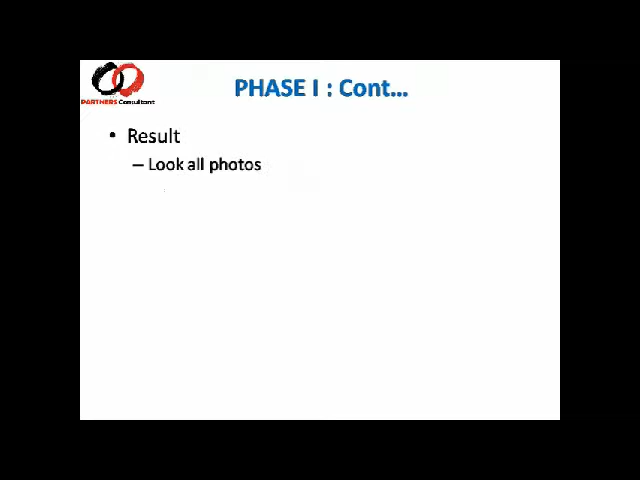 PARTNERS Consultant
PHASE I : Cont...
• Result
– Look all photos